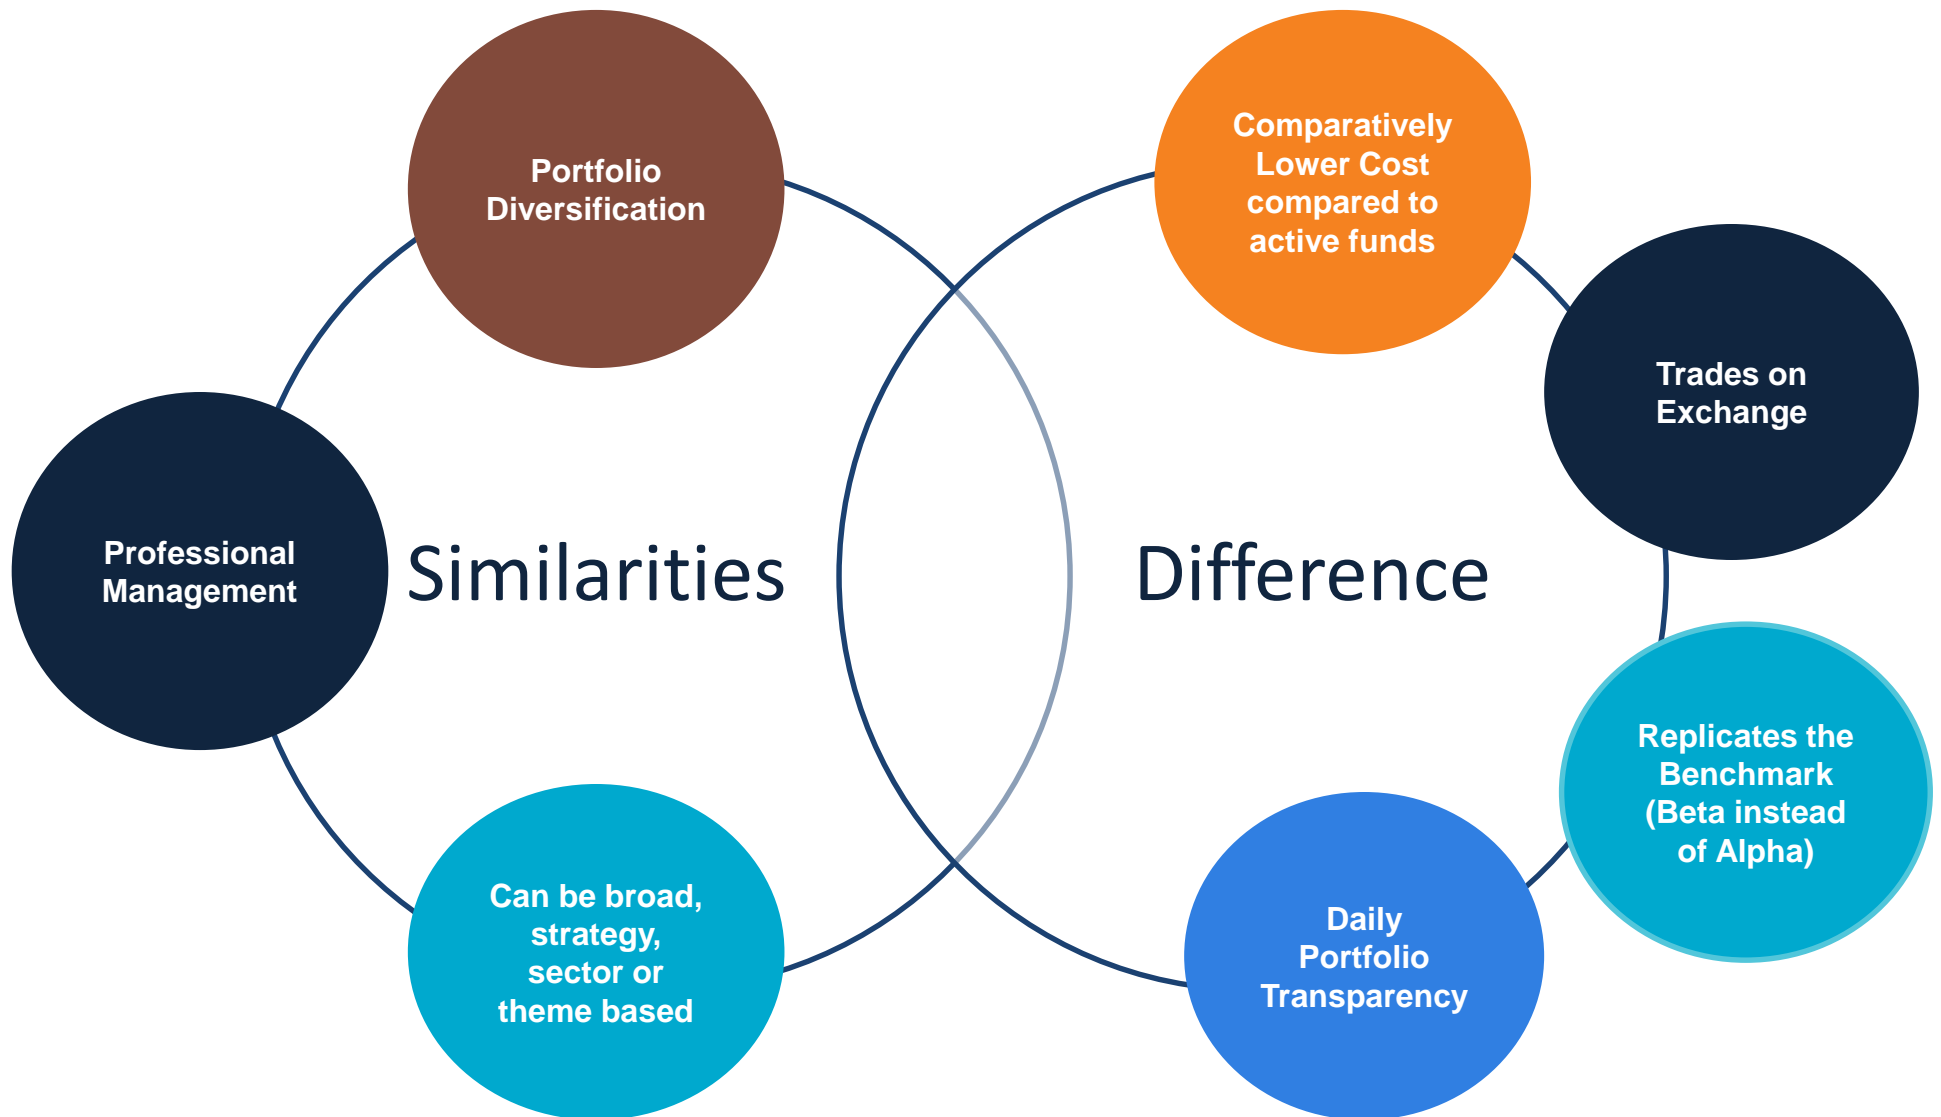 Portfolio
Diversification
Professional
Management
Similarities
Can be broad,
strategy,
sector or
theme based
Comparatively
Lower Cost
compared to
active funds
Trades on
Exchange
Difference
Replicates the
Benchmark
(Beta instead
of Alpha)
Daily
Portfolio
Transparency